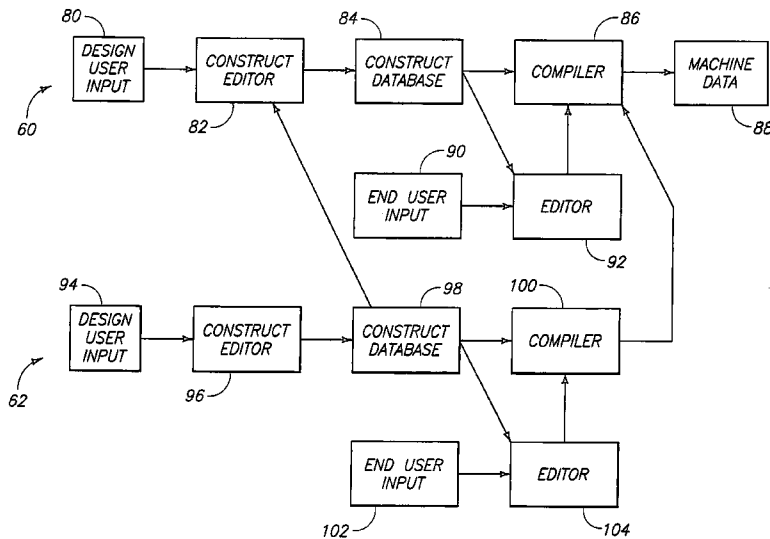 80
DESIGN
USER
INPUT
CONSTRUCT
EDITOR
82
84
CONSTRUCT
DATABASE
86
COMPILER
MACHINE
DATA
88
60
90
END USER
INPUT
EDITOR
92
94
DESIGN
USER
INPUT
CONSTRUCT
EDITOR
96
98
CONSTRUCT
DATABASE
100
COMPILER
62
END USER
INPUT
102
EDITOR
104